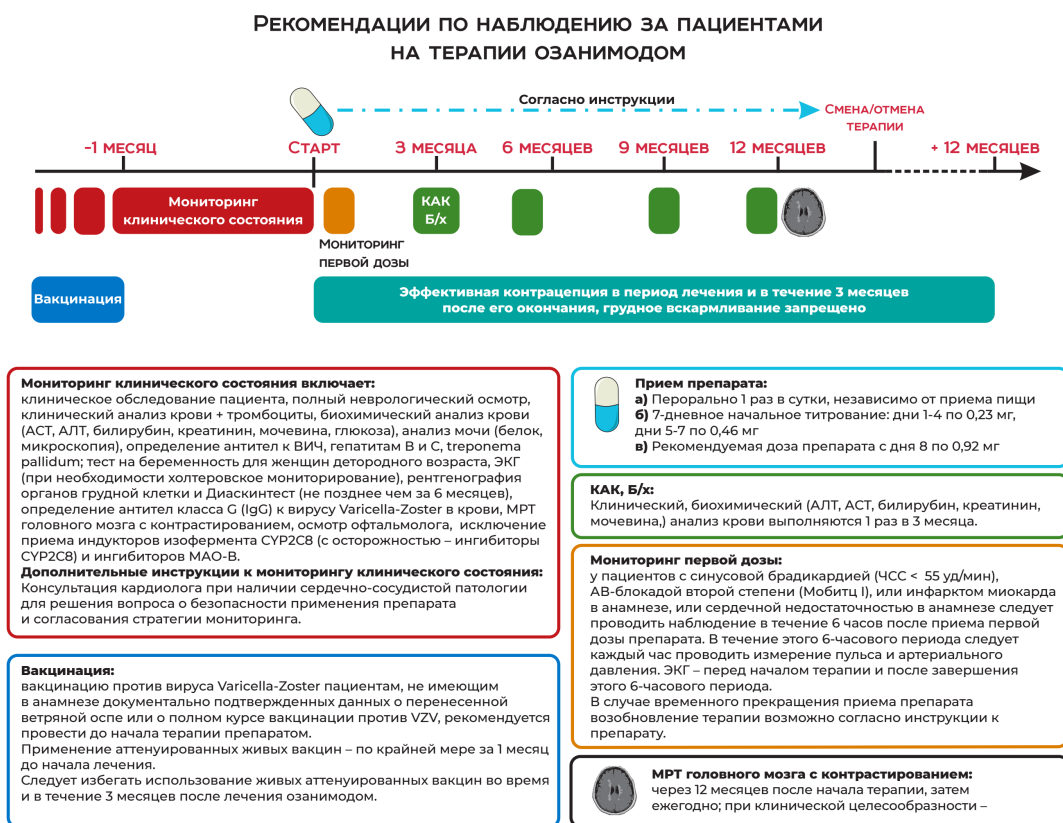 Рекомендации по наблюдению за пациентами
на терапии озанимодом
Согласно инструкции
Смена/отмена
терапии
-1 месяц
Старт
3 месяца
6 месяцев
9 месяцев
12 месяцев
+ 12 месяцев
Мониторинг
клинического состояния
КАК
Б/х
Мониторинг
первой дозы
Вакцинация
Эффективная контрацепция в период лечения и в течение 3 месяцев
после его окончания, грудное вскармливание запрещено
Мониторинг клинического состояния включает:
клиническое обследование пациента, полный неврологический осмотр,
клинический анализ крови + тромбоциты, биохимический анализ крови
(АСТ, АЛТ, билирубин, креатинин, мочевина, глюкоза), анализ мочи (белок,
микроскопия), определение антител к ВИЧ, гепатитам В и С, treponema
pallidum; тест на беременность для женщин детородного возраста, ЭКГ
(при необходимости холтеровское мониторирование), рентгенография
органов грудной клетки и Диаскинтест (не позднее чем за 6 месяцев),
определение антител класса G (IgG) к вирусу Varicella-Zoster в крови, МРТ
головного мозга с контрастированием, осмотр офтальмолога, исключение
приема индукторов изофермента CYP2C8 (с осторожностью – ингибиторы
CYP2C8) и ингибиторов МАО-В.
Дополнительные инструкции к мониторингу клинического состояния:
Консультация кардиолога при наличии сердечно-сосудистой патологии
для решения вопроса о безопасности применения препарата
и согласования стратегии мониторинга.
Вакцинация:
вакцинацию против вируса Varicella-Zoster пациентам, не имеющим
в анамнезе документально подтвержденных данных о перенесенной
ветряной оспе или о полном курсе вакцинации против VZV, рекомендуется
провести до начала терапии препаратом.
Применение аттенуированных живых вакцин – по крайней мере за 1 месяц
до начала лечения.
Следует избегать использование живых аттенуированных вакцин во время
и в течение 3 месяцев после лечения озанимодом.
Прием препарата:
а) Перорально 1 раз в сутки, независимо от приема пищи
б) 7-дневное начальное титрование: дни 1-4 по 0,23 мг,
дни 5-7 по 0,46 мг
в) Рекомендуемая доза препарата с дня 8 по 0,92 мг
КАК, Б/х:
Клинический, биохимический (АЛТ, АСТ, билирубин, креатинин,
мочевина,) анализ крови выполняются 1 раз в 3 месяца.
Мониторинг первой дозы:
у пациентов с синусовой брадикардией (ЧСС < 55 уд/мин),
АВ-блокадой второй степени (Мобитц I), или инфарктом миокарда
в анамнезе, или сердечной недостаточностью в анамнезе следует
проводить наблюдение в течение 6 часов после приема первой
дозы препарата. В течение этого 6-часового периода следует
каждый час проводить измерение пульса и артериального
давления. ЭКГ – перед началом терапии и после завершения
этого 6-часового периода.
В случае временного прекращения приема препарата
возобновление терапии возможно согласно инструкции к
препарату.
МРТ головного мозга с контрастированием:
через 12 месяцев после начала терапии, затем
ежегодно; при клинической целесообразности –